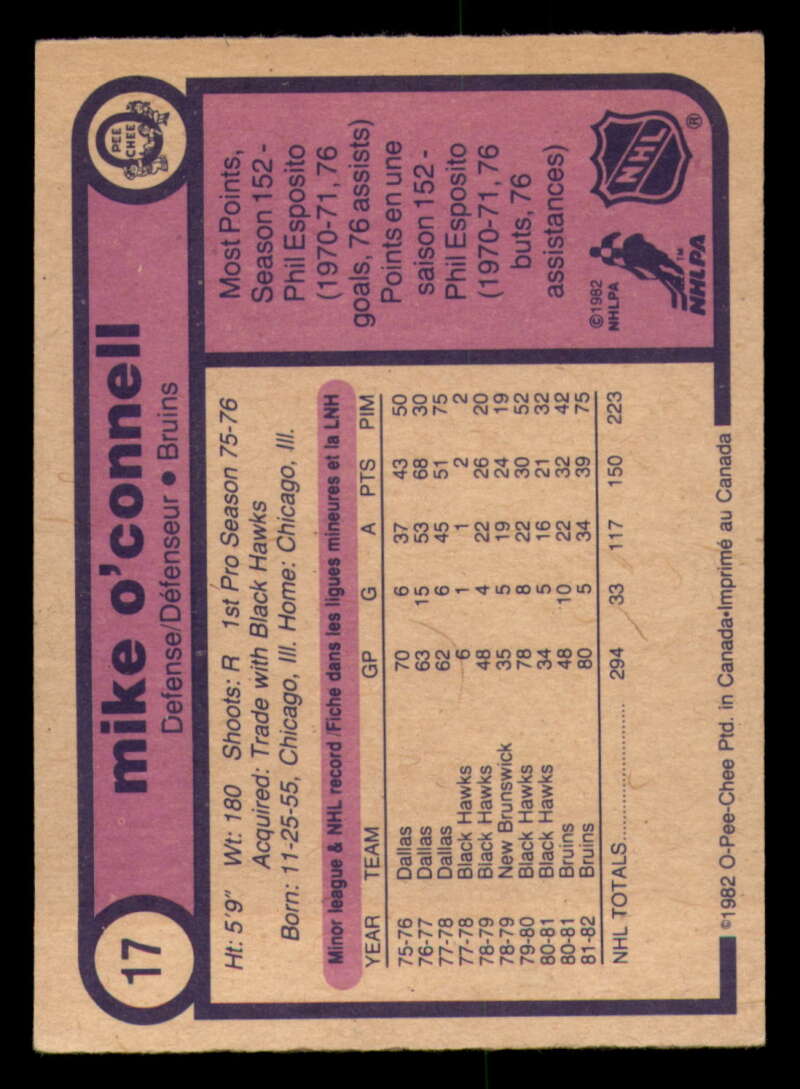 17
mike o'connell
Defense/Défenseur • Bruins
O
PEE
CHEE
Ht: 5'9" Wt: 180 Shoots: R 1st Pro Season 75-76
Acquired: Trade with Black Hawks
Born: 11-25-55, Chicago, Ill. Home: Chicago, Ill.
Minor league & NHL record/Fiche dans les ligues mineures et la LNH
YEAR TEAM GP G A PTS PIM
75-76 Dallas 70 6 37 43 50
76-77 Dallas 63 15 53 68 30
77-78 Dallas 62 6 45 51 75
77-78 Black Hawks 6 1 1 2 2
78-79 Black Hawks 48 4 22 26 20
78-79 New Brunswick 35 5 19 24 19
79-80 Black Hawks 78 8 22 30 52
80-81 Black Hawks 34 5 16 21 32
80-81 Bruins 48 10 22 32 42
81-82 Bruins 80 5 34 39 75
NHL TOTALS.................... 294 33 117 150 223
Most Points,
Season 152 -
Phil Esposito
(1970-71, 76
goals, 76 assists)
Points en une
saison 152 -
Phil Esposito
(1970-71, 76
buts, 76
assistances)
©1982
NHLPA
™
NHLPA
NHL
®
©1982 O-Pee-Chee Ptd. in Canada•Imprimé au Canada